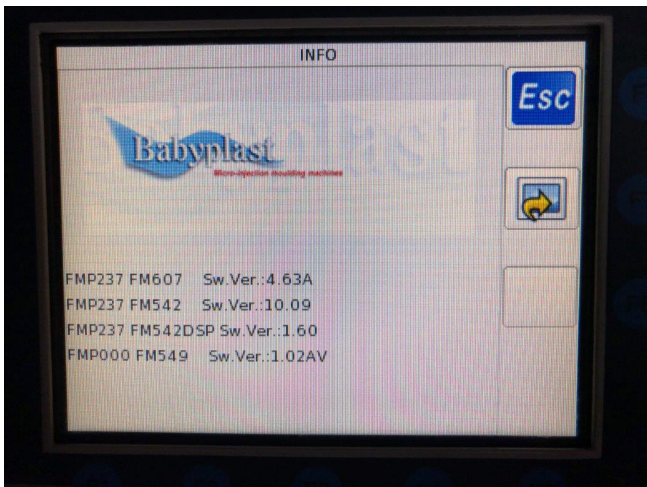 INFO
Esc
Babyplast
Micro-injection moulding machines
FMP237 FM607 Sw.Ver.:4.63A
FMP237 FM542 Sw.Ver.:10.09
FMP237 FM542DSP Sw.Ver.:1.60
FMP000 FM549 Sw.Ver.:1.02AV